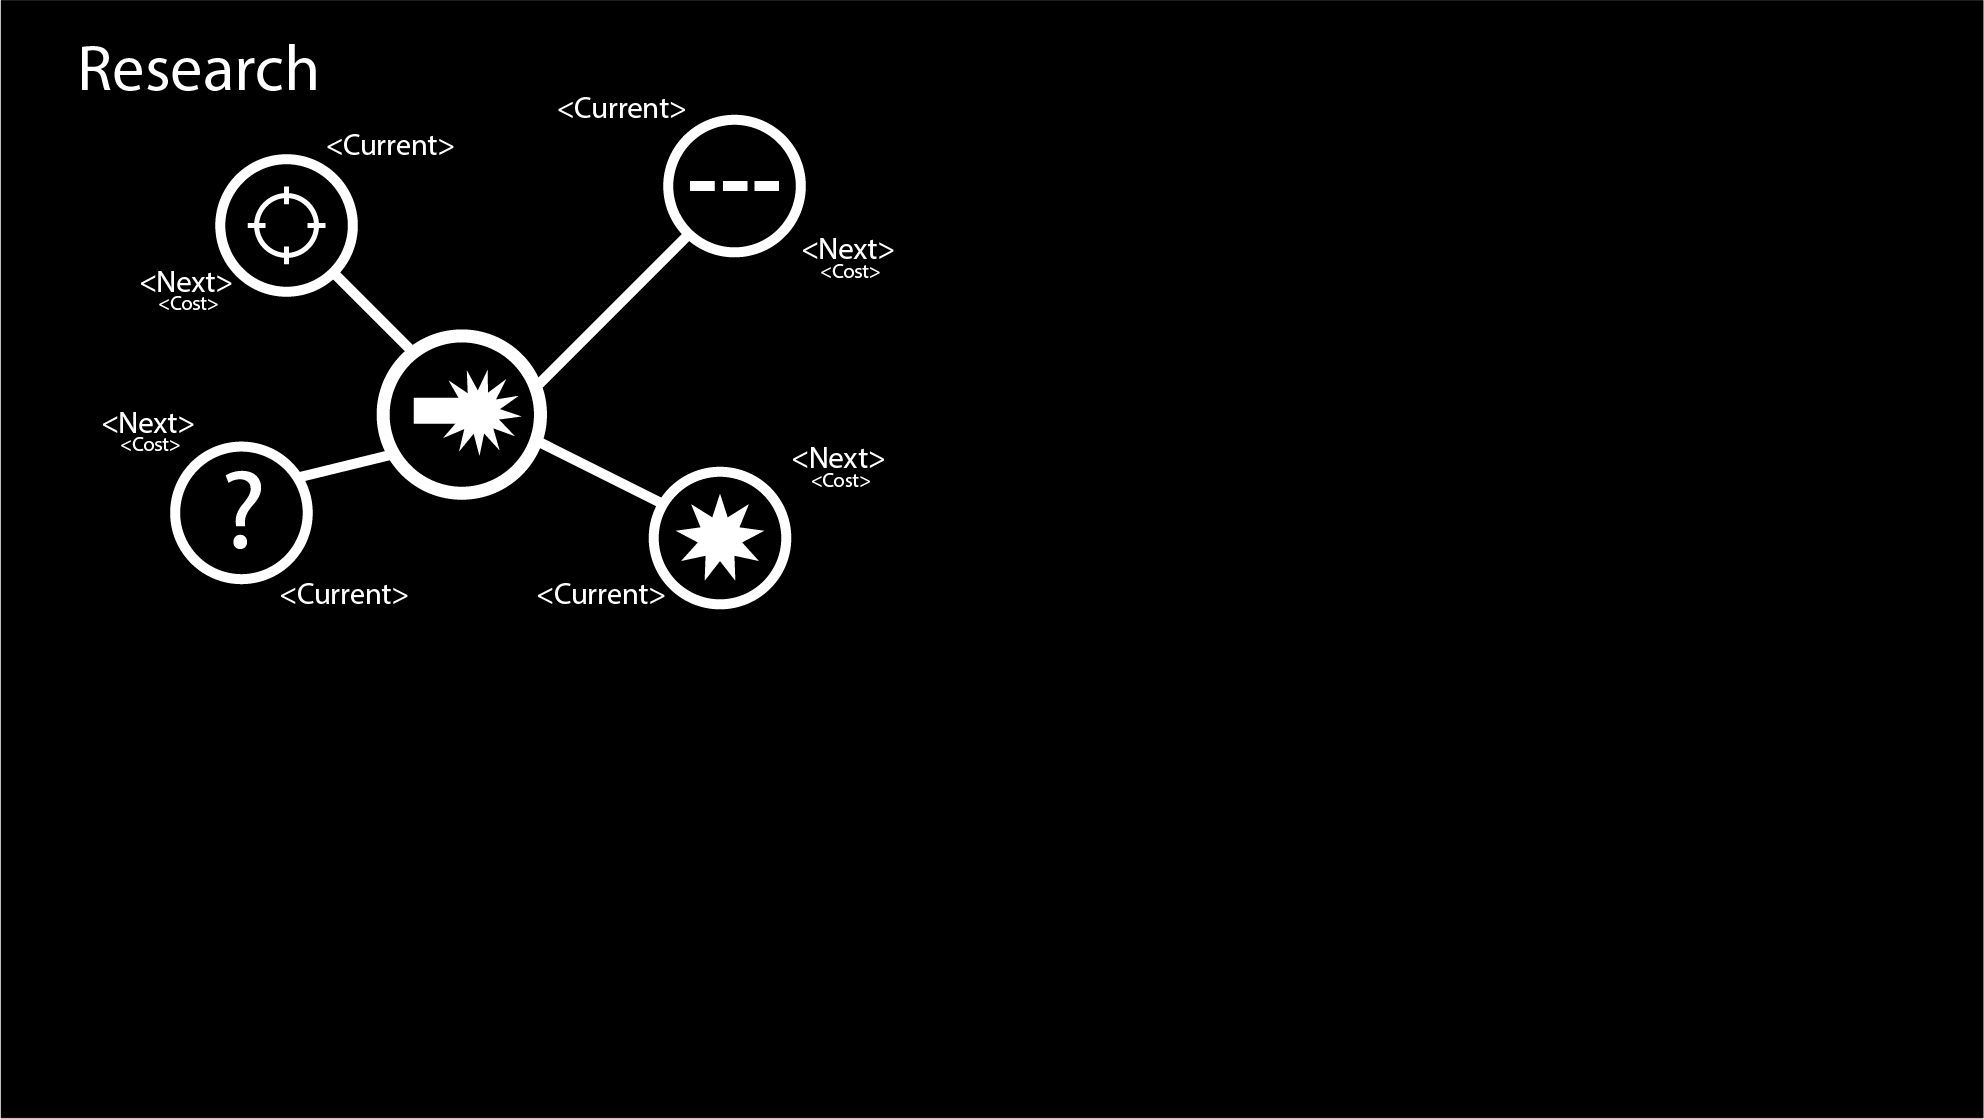 Research
<Current>
<Current>
<Next>
<Cost>
<Next>
<Cost>
<Next>
<Cost>
<Next>
<Cost>
?
<Current>
<Current>